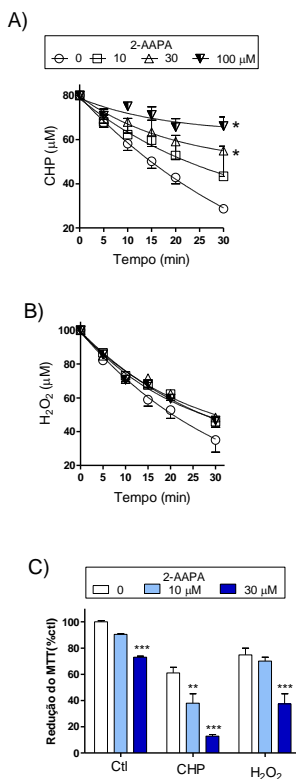 A)
2-AAPA
0 10 30 100 µM
80
60
40
20
CHP (µM)
*
*
0 5 10 15 20 25 30
Tempo (min)
B)
100
80
60
40
20
H₂O₂ (µM)
0 5 10 15 20 25 30
Tempo (min)
C)
2-AAPA
0 10 µM 30 µM
100
80
60
40
20
0
Redução do MTT(%ctl)
***
**
***
***
Ctl CHP H₂O₂